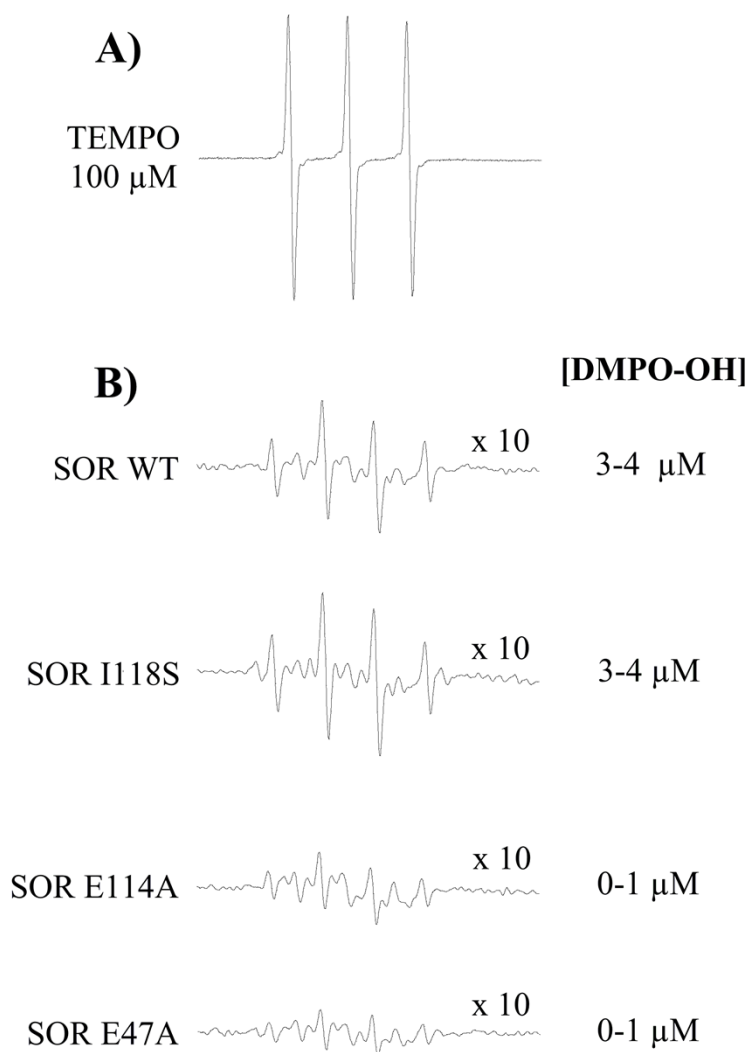 A)
TEMPO
100 µM
B)
[DMPO-OH]
SOR WT
x 10
3-4 µM
SOR I118S
x 10
3-4 µM
SOR E114A
x 10
0-1 µM
SOR E47A
x 10
0-1 µM